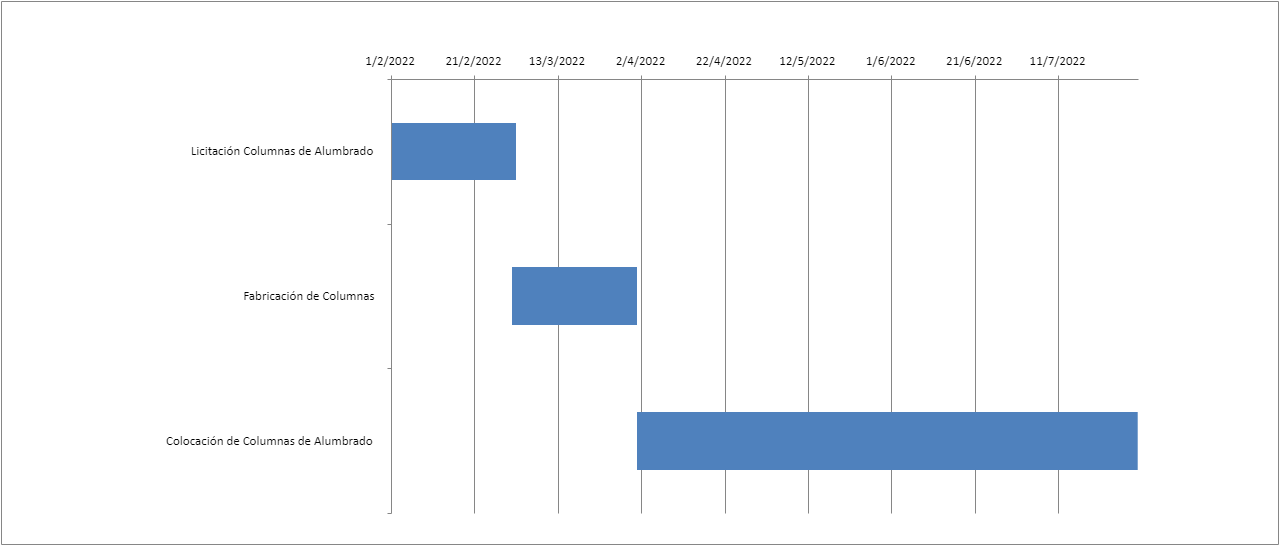 1/2/2022 21/2/2022 13/3/2022 2/4/2022 22/4/2022 12/5/2022 1/6/2022 21/6/2022 11/7/2022
Licitación Columnas de Alumbrado
Fabricación de Columnas
Colocación de Columnas de Alumbrado